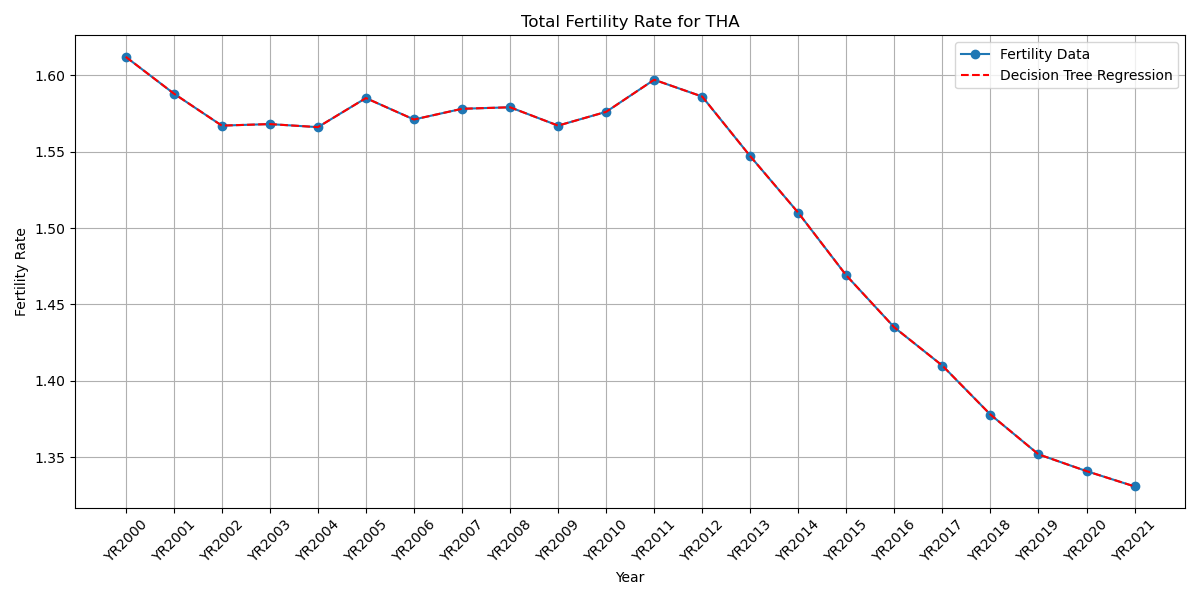 Total Fertility Rate for THA
Fertility Data
Decision Tree Regression
Fertility Rate
1.60
1.55
1.50
1.45
1.40
1.35
YR2000
YR2001
YR2002
YR2003
YR2004
YR2005
YR2006
YR2007
YR2008
YR2009
YR2010
YR2011
YR2012
YR2013
YR2014
YR2015
YR2016
YR2017
YR2018
YR2019
YR2020
YR2021
Year